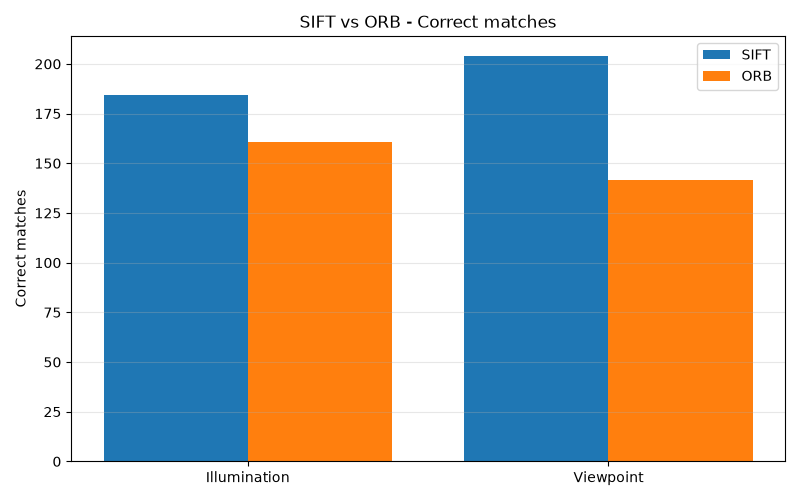 SIFT vs ORB - Correct matches
SIFT
ORB
Correct matches
200
175
150
125
100
75
50
25
0
Illumination
Viewpoint